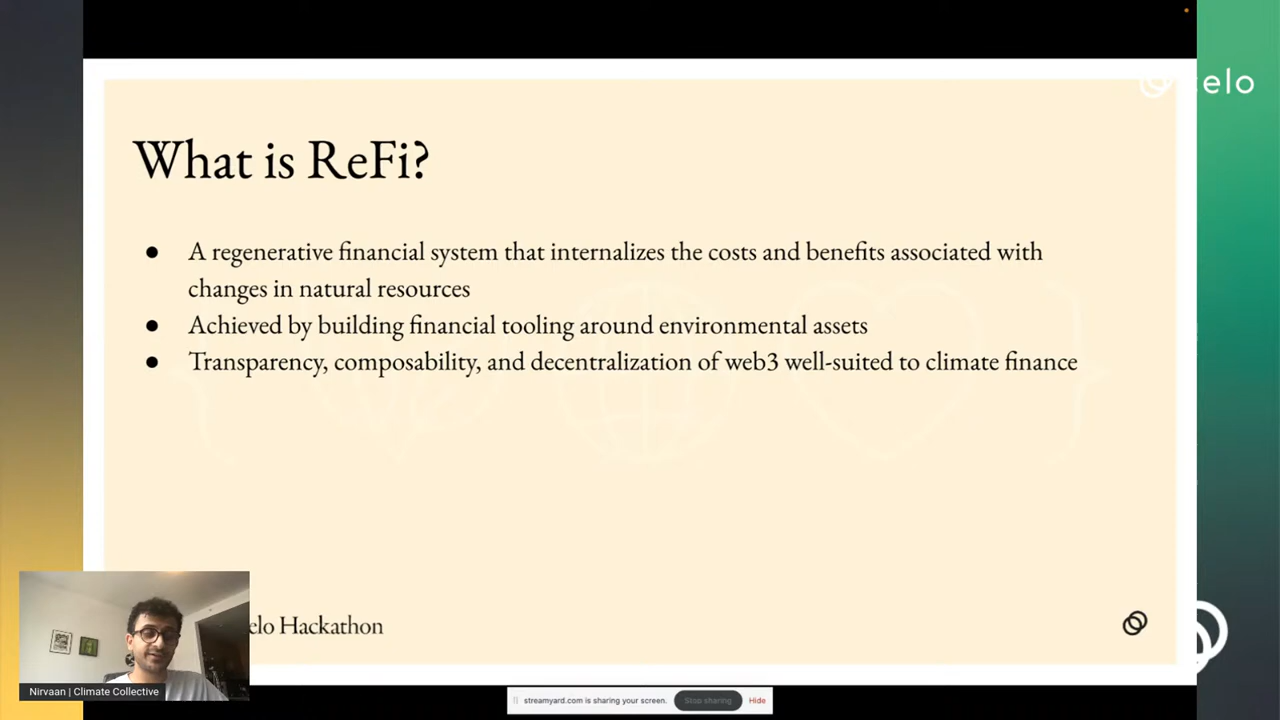 elo
What is ReFi?
● A regenerative financial system that internalizes the costs and benefits associated with
changes in natural resources
● Achieved by building financial tooling around environmental assets
● Transparency, composability, and decentralization of web3 well-suited to climate finance
elo Hackathon
Nirvaan | Climate Collective
streamyard.com is sharing your screen.
Stop sharing
Hide